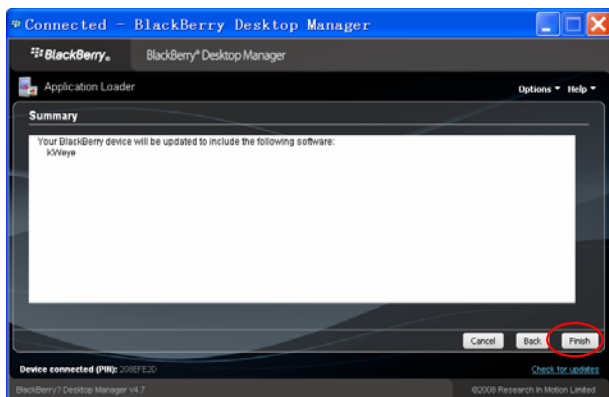 Connected - BlackBerry Desktop Manager
BlackBerry® BlackBerry® Desktop Manager
Application Loader Options Help
Summary
Your BlackBerry device will be updated to include the following software:
kWeye
Cancel Back Finish
Device connected (PIN): 208EFE2D Check for updates
BlackBerry? Desktop Manager v4.7 ©2008 Research In Motion Limited